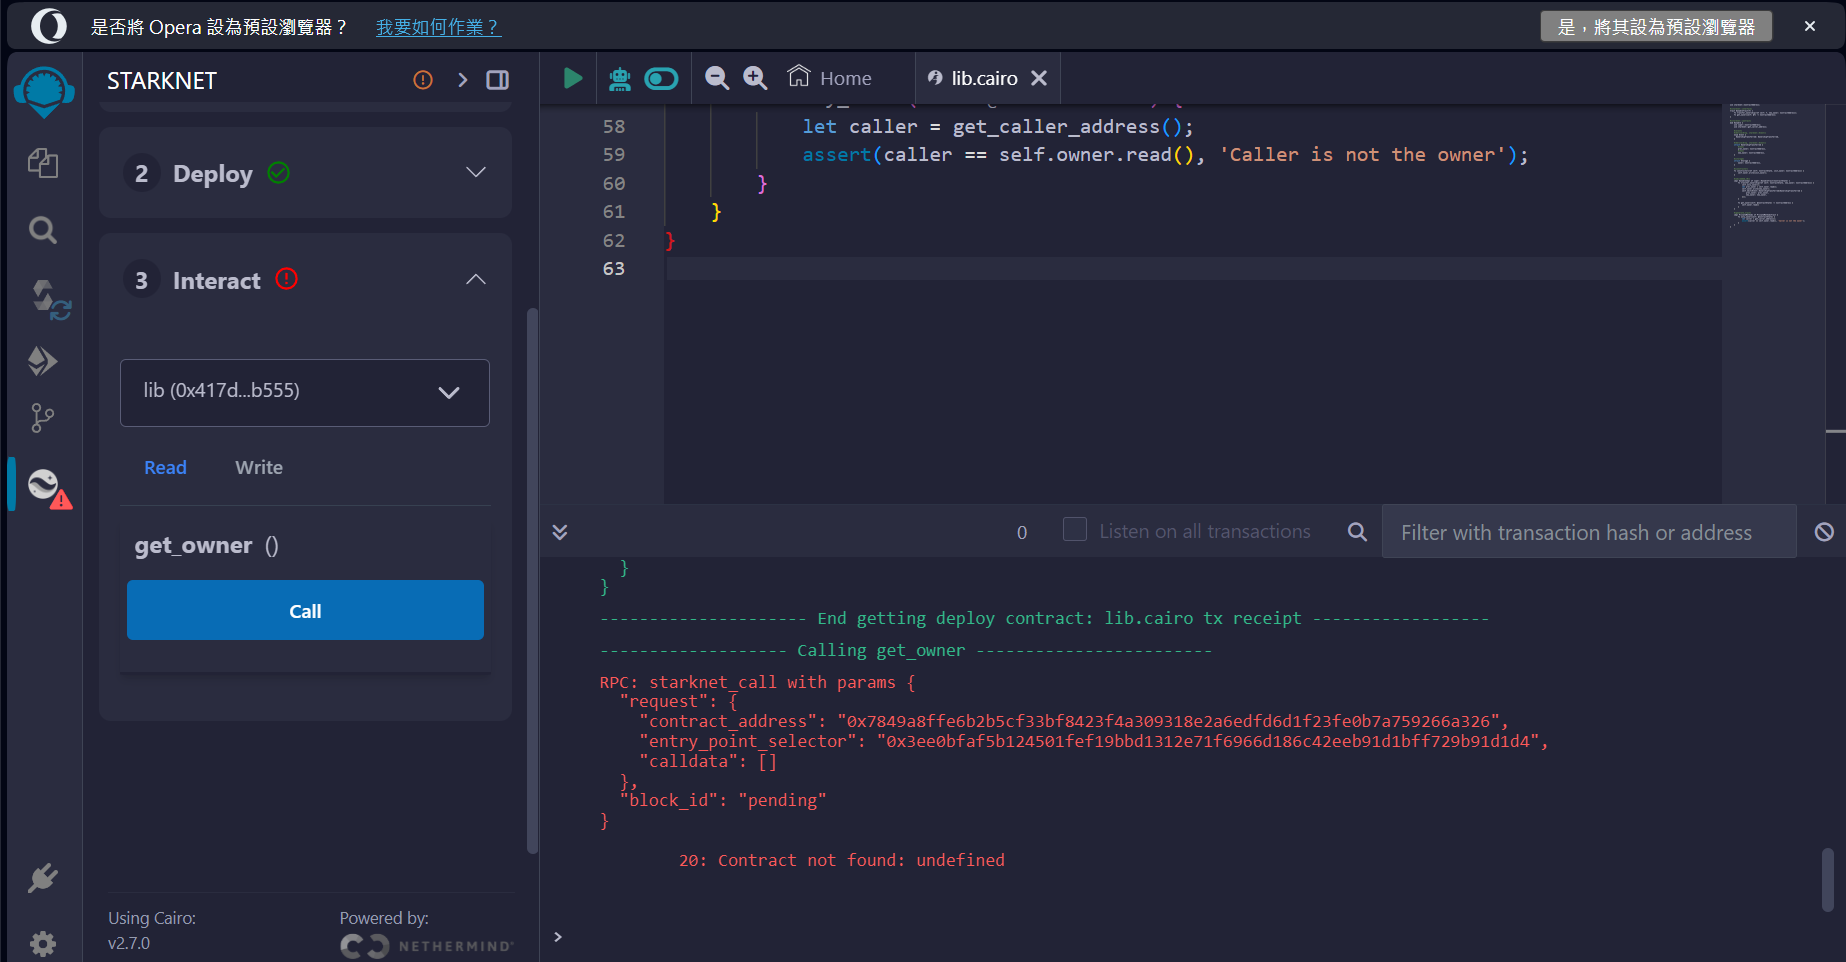 是否將 Opera 設為預設瀏覽器？ 我要如何作業？ 是，將其設為預設瀏覽器
STARKNET
Home lib.cairo
2 Deploy
3 Interact
lib (0x417d...b555)
Read Write
get_owner ()
Call
Using Cairo:
v2.7.0
Powered by:
NETHERMIND
58 let caller = get_caller_address();
59 assert(caller == self.owner.read(), 'Caller is not the owner');
60 }
61 }
62 }
63
0 Listen on all transactions Filter with transaction hash or address
}
}
--------------------- End getting deploy contract: lib.cairo tx receipt ------------------
------------------- Calling get_owner ------------------------
RPC: starknet_call with params {
"request": {
"contract_address": "0x7849a8ffe6b2b5cf33bf8423f4a309318e2a6edfd6d1f23fe0b7a759266a326",
"entry_point_selector": "0x3ee0bfaf5b124501fef19bbd1312e71f6966d186c42eeb91d1bff729b91d1d4",
"calldata": []
},
"block_id": "pending"
}
20: Contract not found: undefined
>